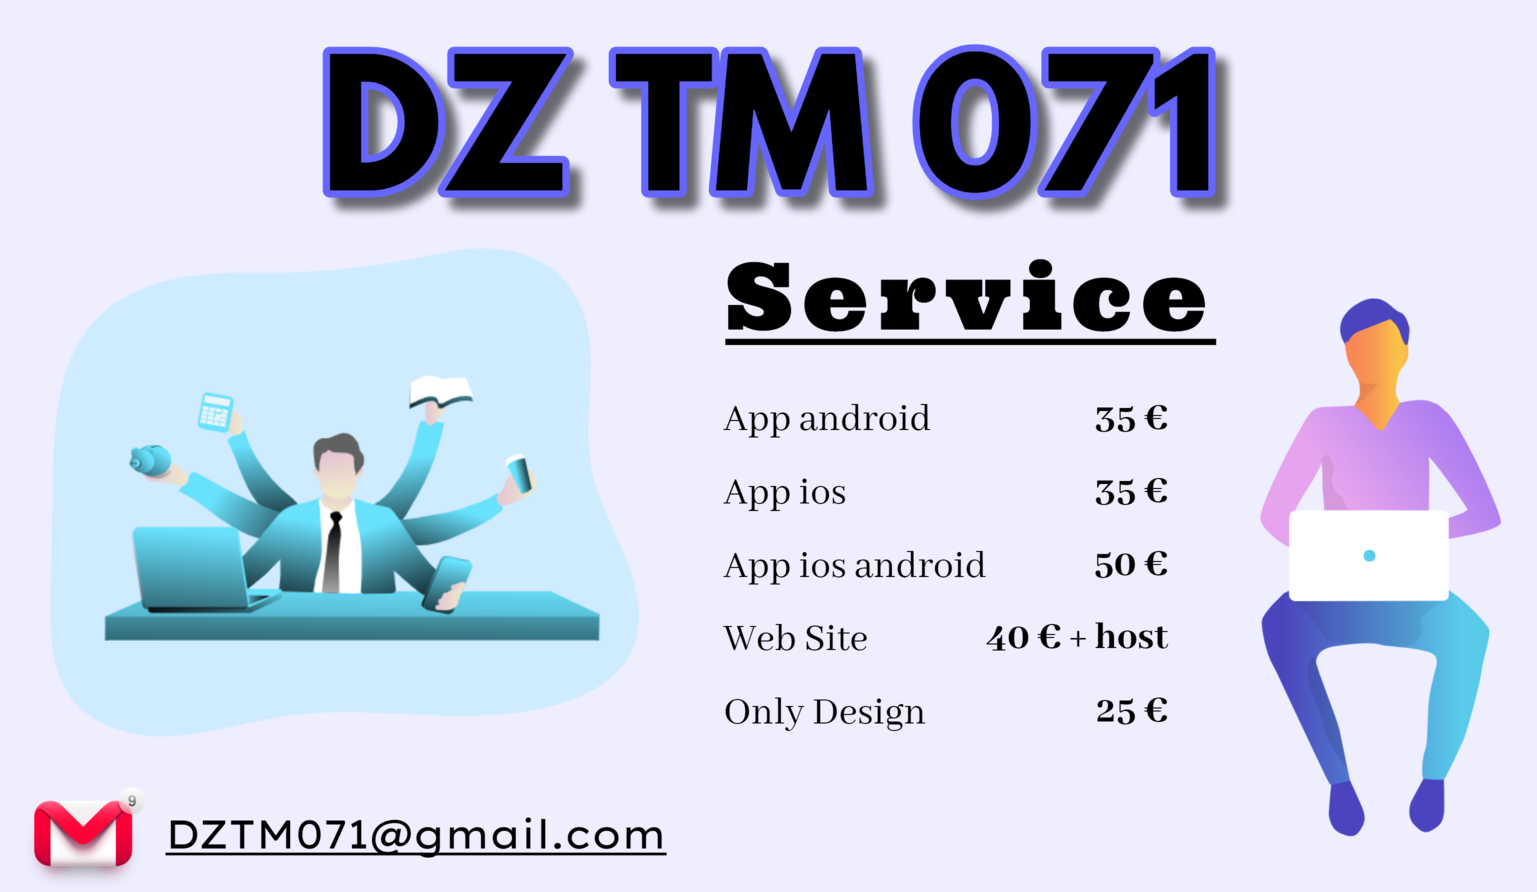 DZ TM 071
Service
App android 35 €
App ios 35 €
App ios android 50 €
Web Site 40 € + host
Only Design 25 €
9
DZTM071@gmail.com